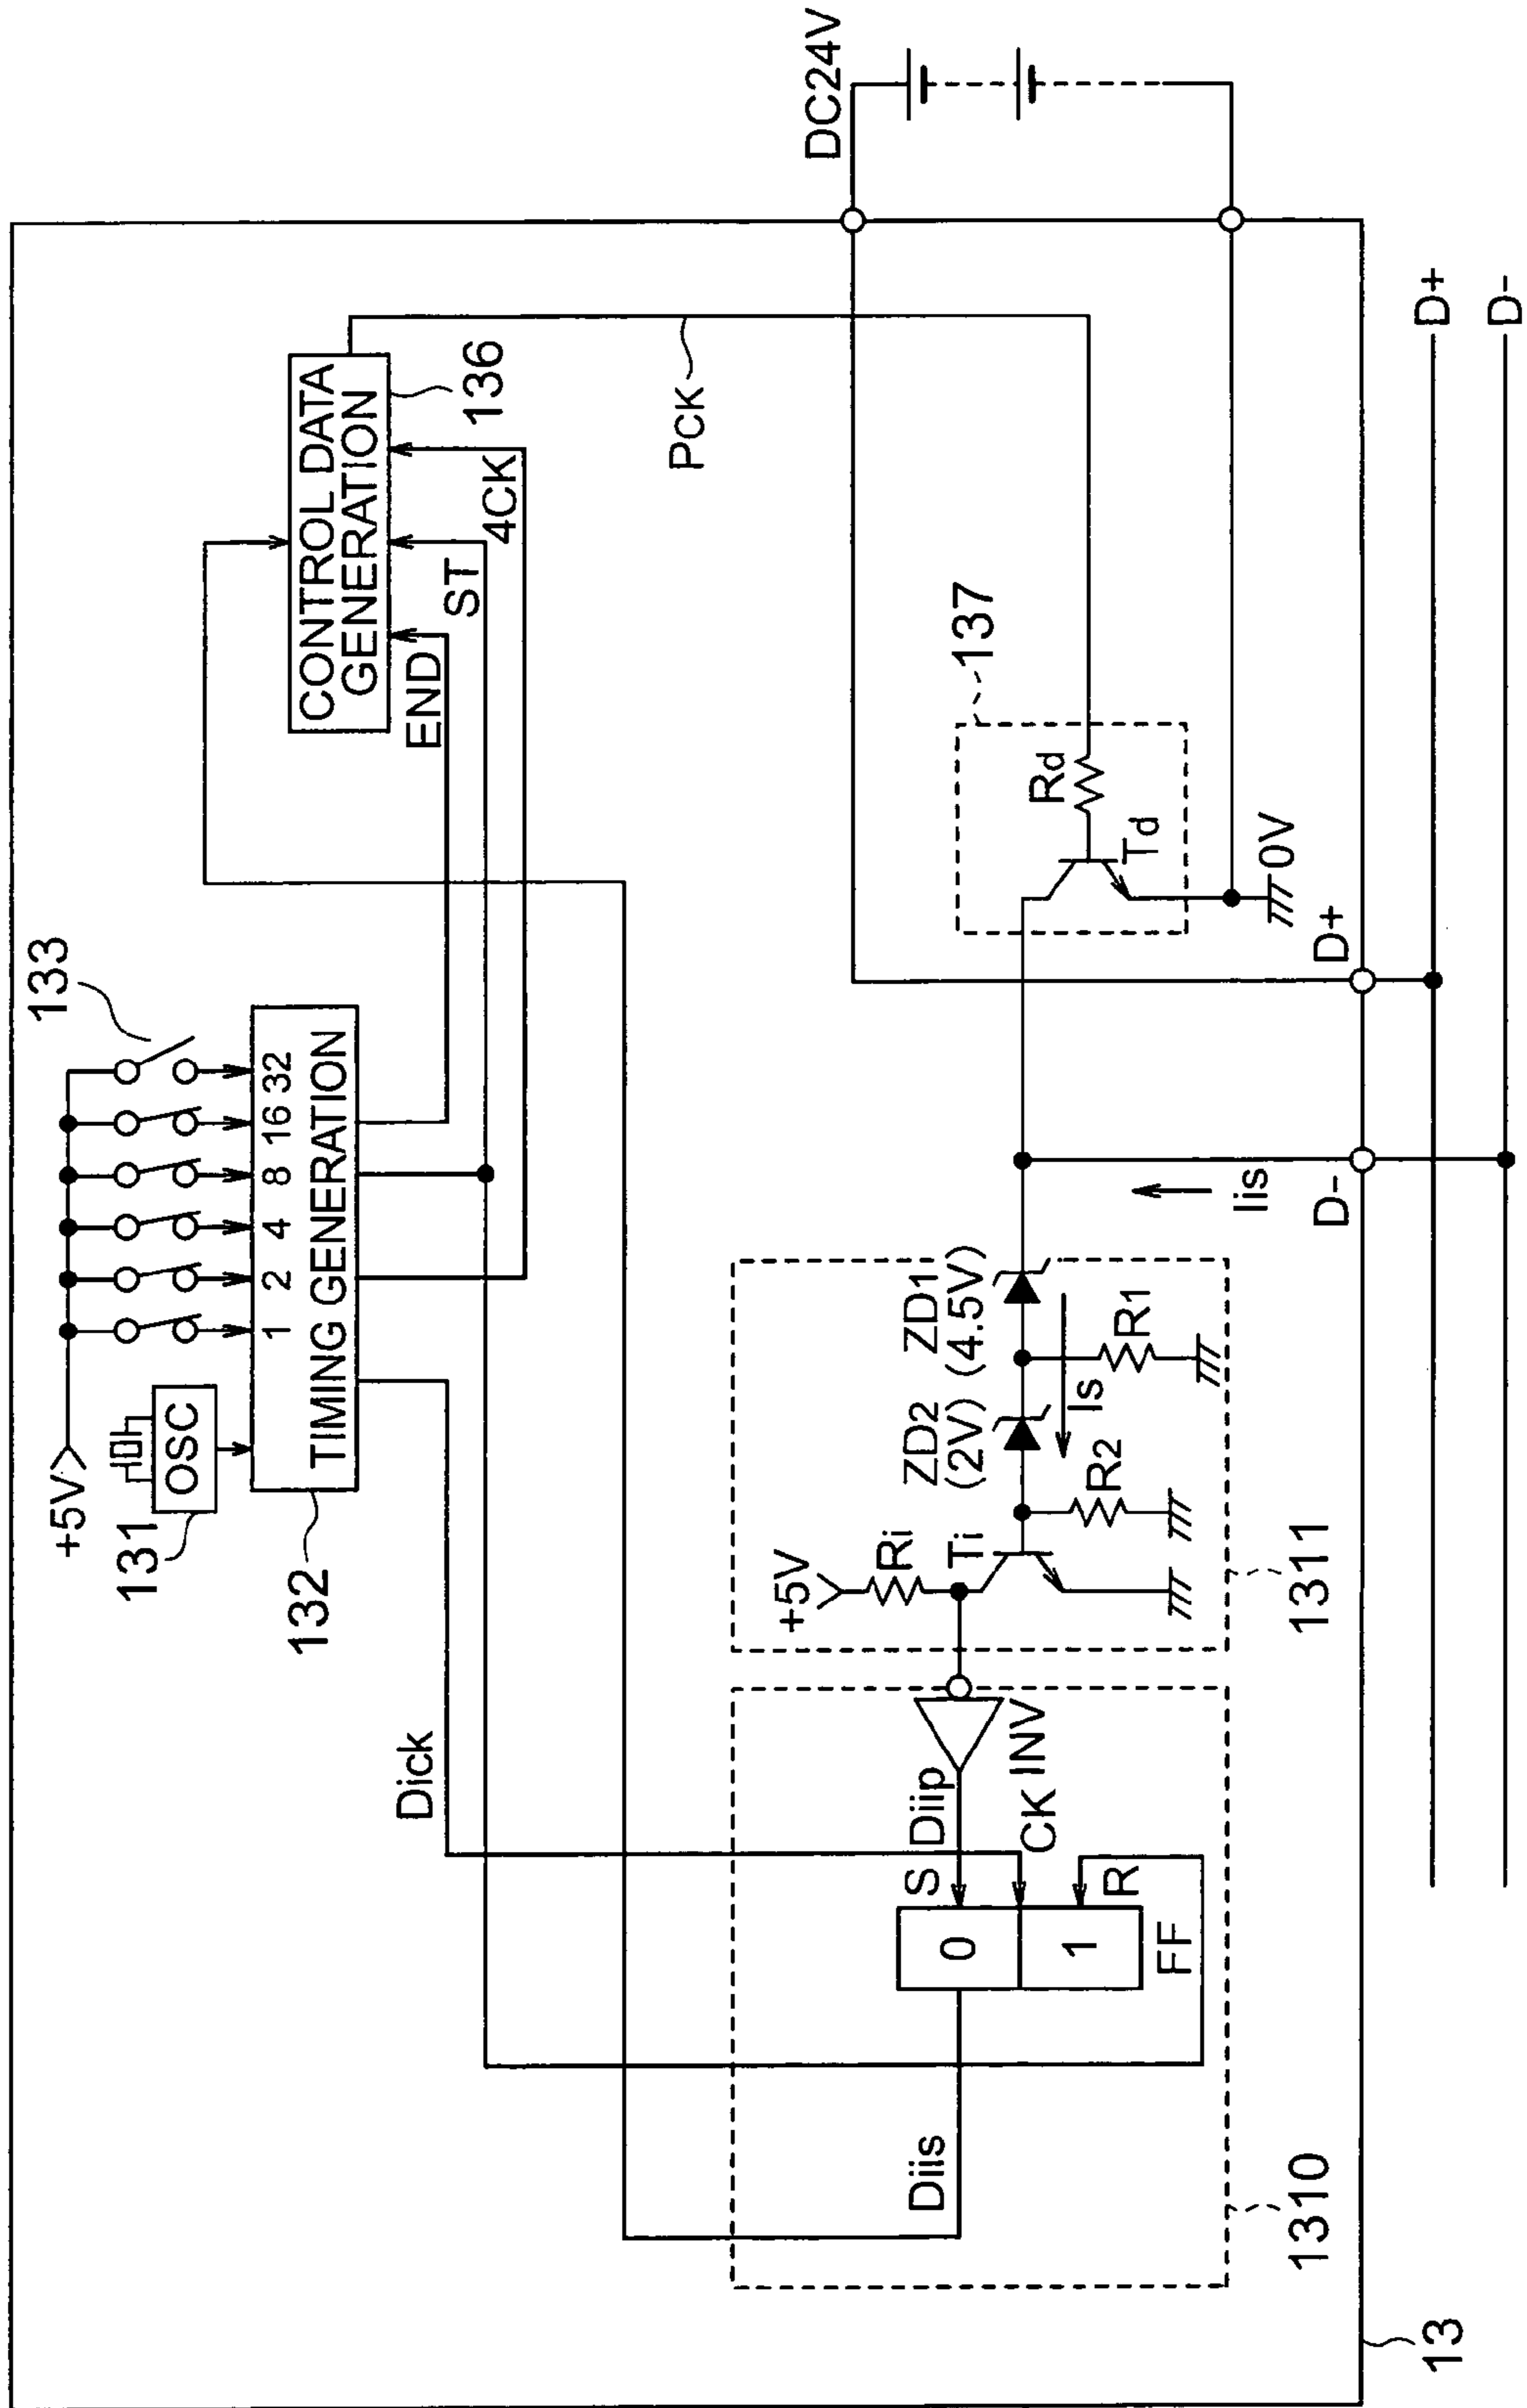 13
1310
Diis
Dick
FF
0
1
S
R
Diip
CK
INV
1311
+5V
Ri
Ti
R2
ZD2
(2V)
Is
R1
ZD1
(4.5V)
Iis
D-
D+
131
OSC
+5V
132
TIMING GENERATION
1 2 4 8 16 32
133
END
ST
4CK
CONTROL DATA
GENERATION
136
PCK
137
Rd
Td
0V
DC24V
D+
D-